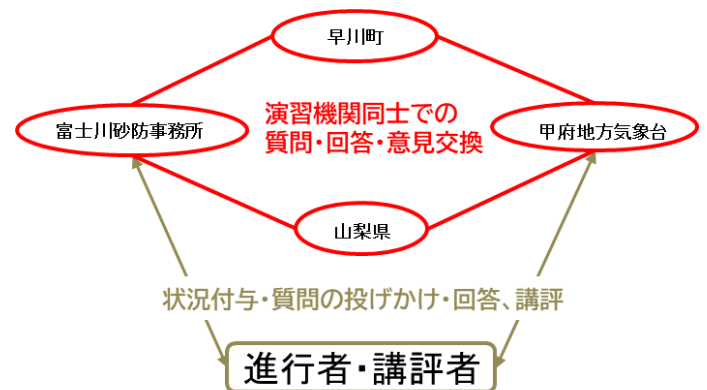 早川町
富士川砂防事務所
演習機関同士での
質問・回答・意見交換
甲府地方気象台
山梨県
状況付与・質問の投げかけ・回答、講評
進行者・講評者